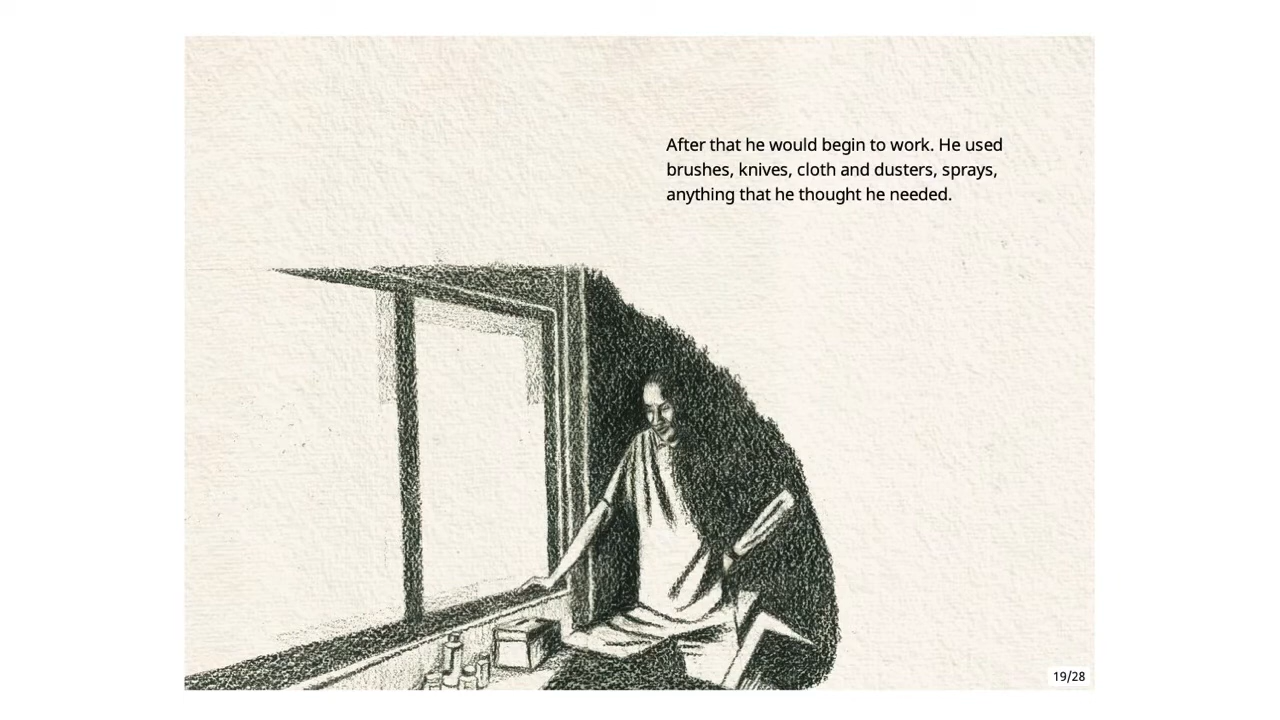 After that he would begin to work. He used
brushes, knives, cloth and dusters, sprays,
anything that he thought he needed.
19/28